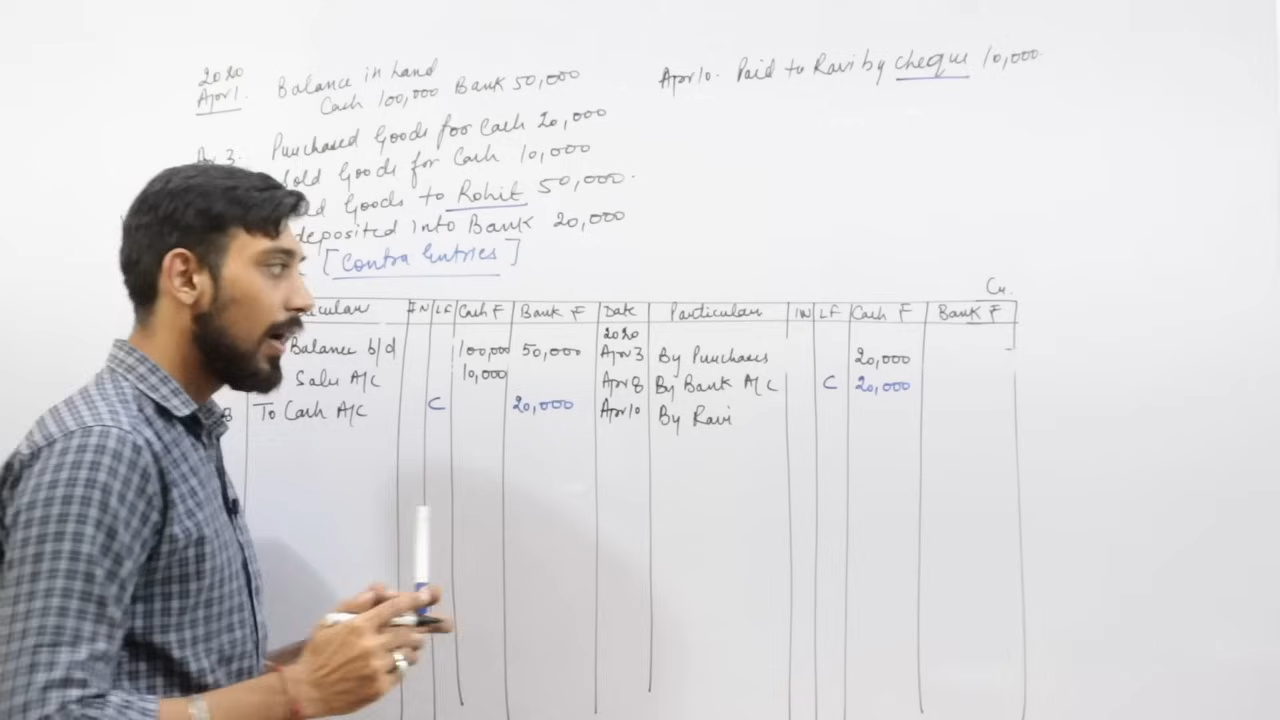 2020
Apr 1. Balance in hand
Cash 100,000 Bank 50,000
3. Purchased Goods for Cash 20,000
Goods for Cash 10,000
Goods to Rohit 50,000.
deposited into Bank 20,000
[Contra Entries]
Apr 10. Paid to Ravi by cheque 10,000
Cr.
LF Cash ₹ Bank ₹ Date Particulars LF Cash ₹ Bank ₹
2020
Balance b/d 100,000 50,000 Apr 3 By Purchases 20,000
Sales A/C 10,000 Apr 8 By Bank A/C C 20,000
8 To Cash A/C C 20,000 Apr 10 By Ravi